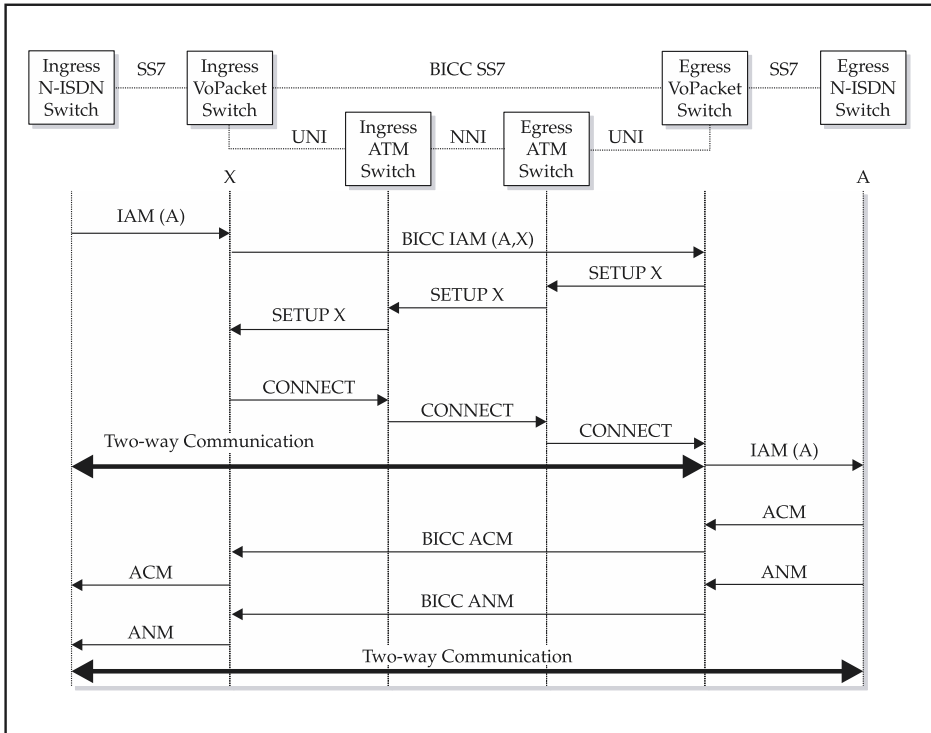 Ingress
N-ISDN
Switch
SS7
Ingress
VoPacket
Switch
BICC SS7
Egress
VoPacket
Switch
SS7
Egress
N-ISDN
Switch
UNI
Ingress
ATM
Switch
NNI
Egress
ATM
Switch
UNI
X
A
IAM (A)
BICC IAM (A,X)
SETUP X
SETUP X
SETUP X
CONNECT
CONNECT
CONNECT
Two-way Communication
IAM (A)
ACM
BICC ACM
ACM
ANM
BICC ANM
ANM
Two-way Communication